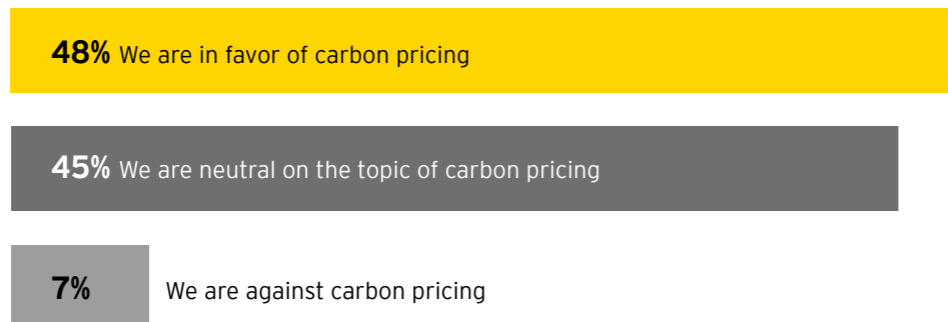 48% We are in favor of carbon pricing
45% We are neutral on the topic of carbon pricing
7% We are against carbon pricing